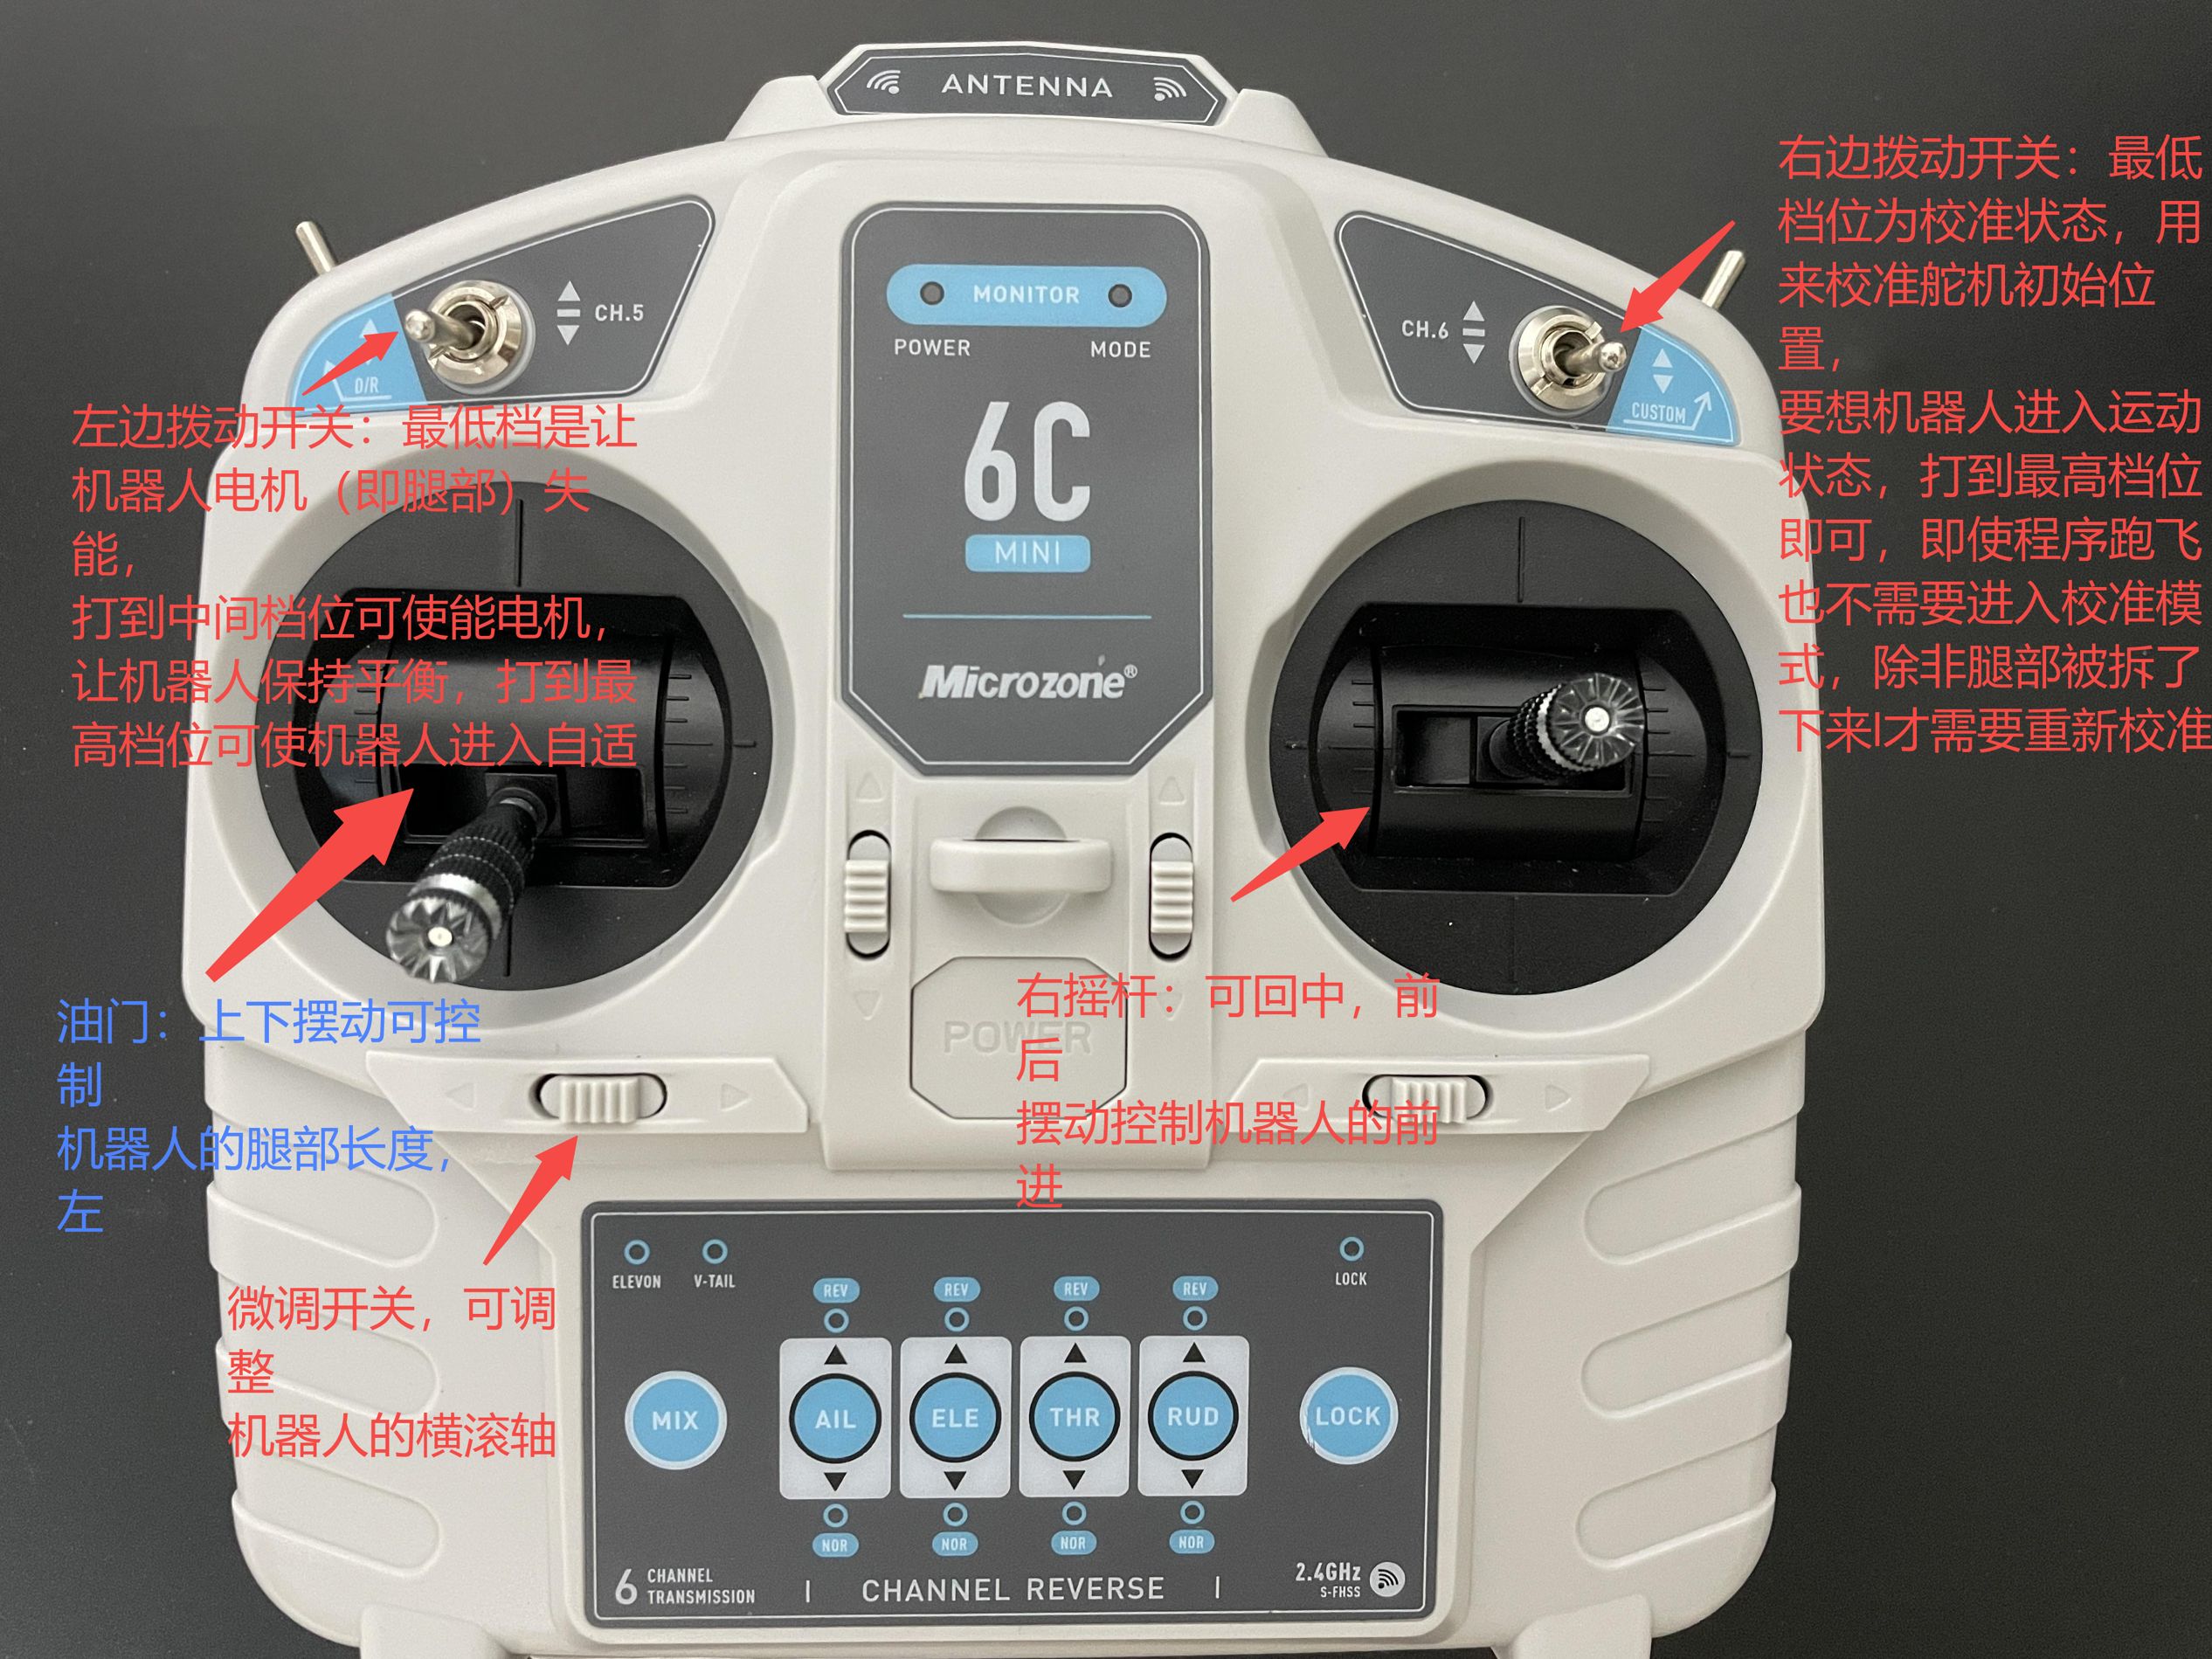 ANTENNA
CH.5
D/R
MONITOR
POWER
MODE
6C
MINI
Microzone®
CH.6
CUSTOM
右边拨动开关：最低
档位为校准状态，用
来校准舵机初始位
置，
要想机器人进入运动
状态，打到最高档位
即可，即使程序跑飞
也不需要进入校准模
式，除非腿部被拆了
下来l才需要重新校准
左边拨动开关：最低档是让
机器人电机（即腿部）失
能，
打到中间档位可使能电机，
让机器人保持平衡，打到最
高档位可使机器人进入自适
油门：上下摆动可控
制
机器人的腿部长度，
左
POWER
右摇杆：可回中，前
后
摆动控制机器人的前
进
微调开关，可调
整
机器人的横滚轴
ELEVON
V-TAIL
LOCK
REV
REV
REV
REV
MIX
AIL
ELE
THR
RUD
LOCK
NOR
NOR
NOR
NOR
6 CHANNEL
TRANSMISSION
CHANNEL REVERSE
2.4GHz
S-FHSS